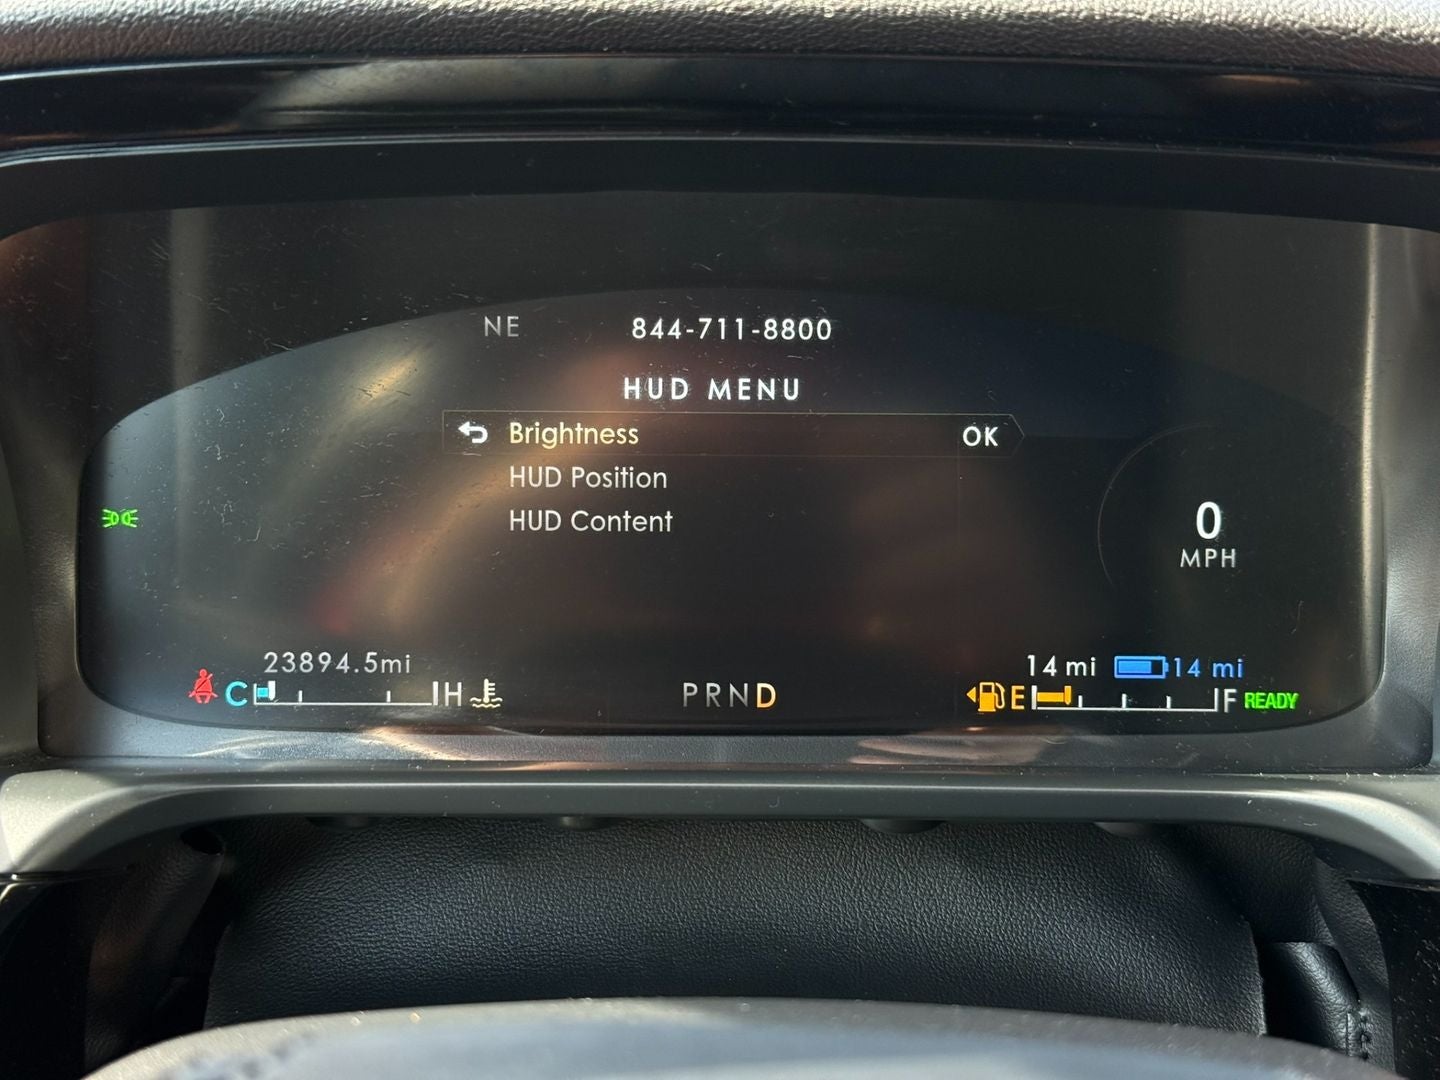 NE 844-711-8800
HUD MENU
Brightness OK
HUD Position
HUD Content
0
MPH
23894.5mi 14 mi 14 mi
C H PRND E F READY